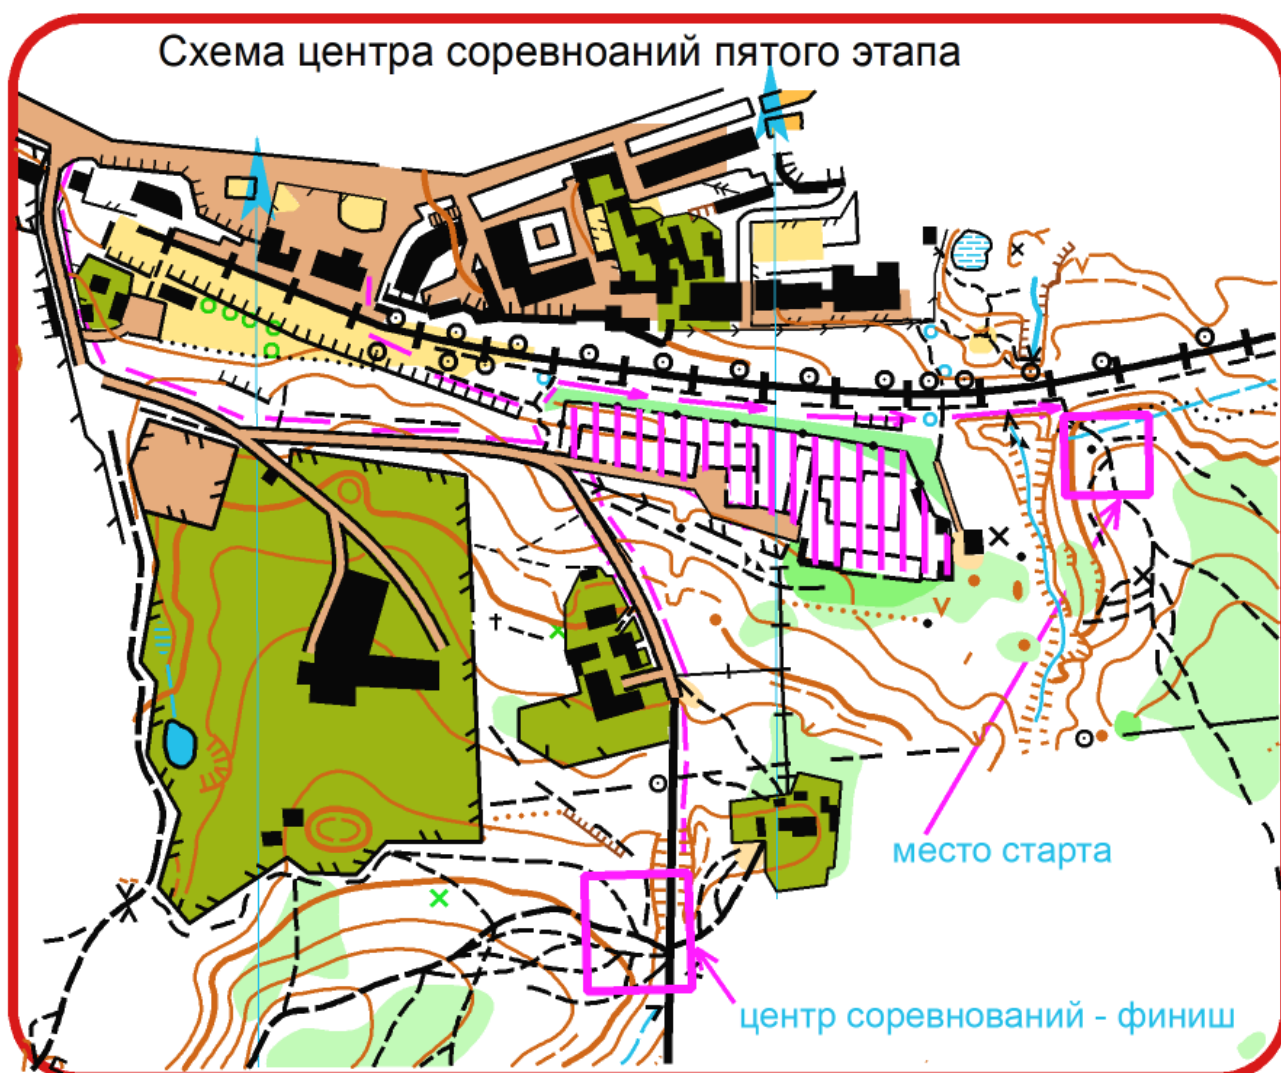 Схема центра соревноаний пятого этапа
место старта
центр соревнований - финиш